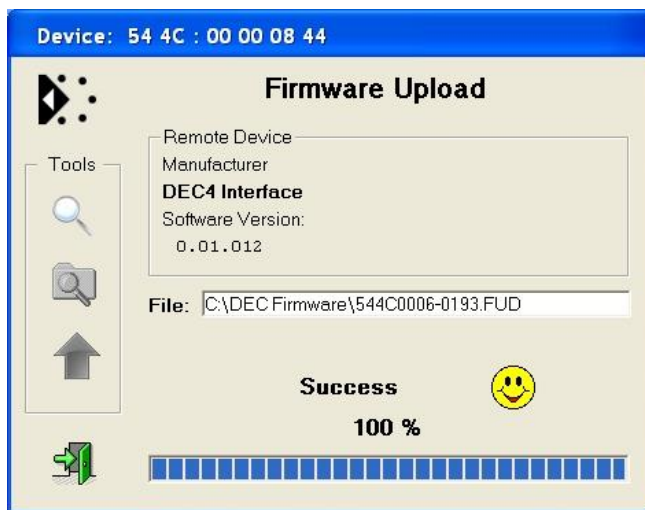 Device: 54 4C : 00 00 08 44
Firmware Upload
Remote Device
Tools
Manufacturer
DEC4 Interface
Software Version:
0.01.012
File: C:\DEC Firmware\544C0006-0193.FUD
Success
100 %